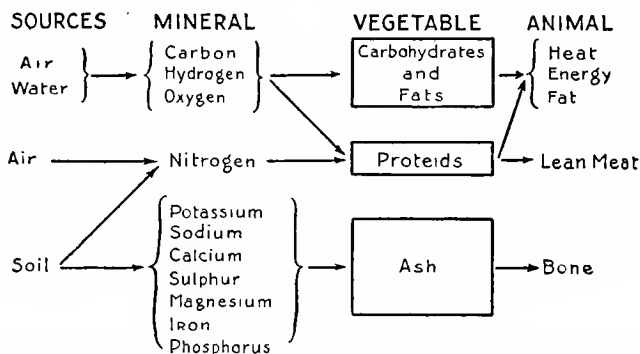 SOURCES MINERAL VEGETABLE ANIMAL
Air
Water
Carbon
Hydrogen
Oxygen
Carbohydrates
and
Fats
Heat
Energy
Fat
Air
Nitrogen
Proteids
Lean Meat
Soil
Potassium
Sodium
Calcium
Sulphur
Magnesium
Iron
Phosphorus
Ash
Bone